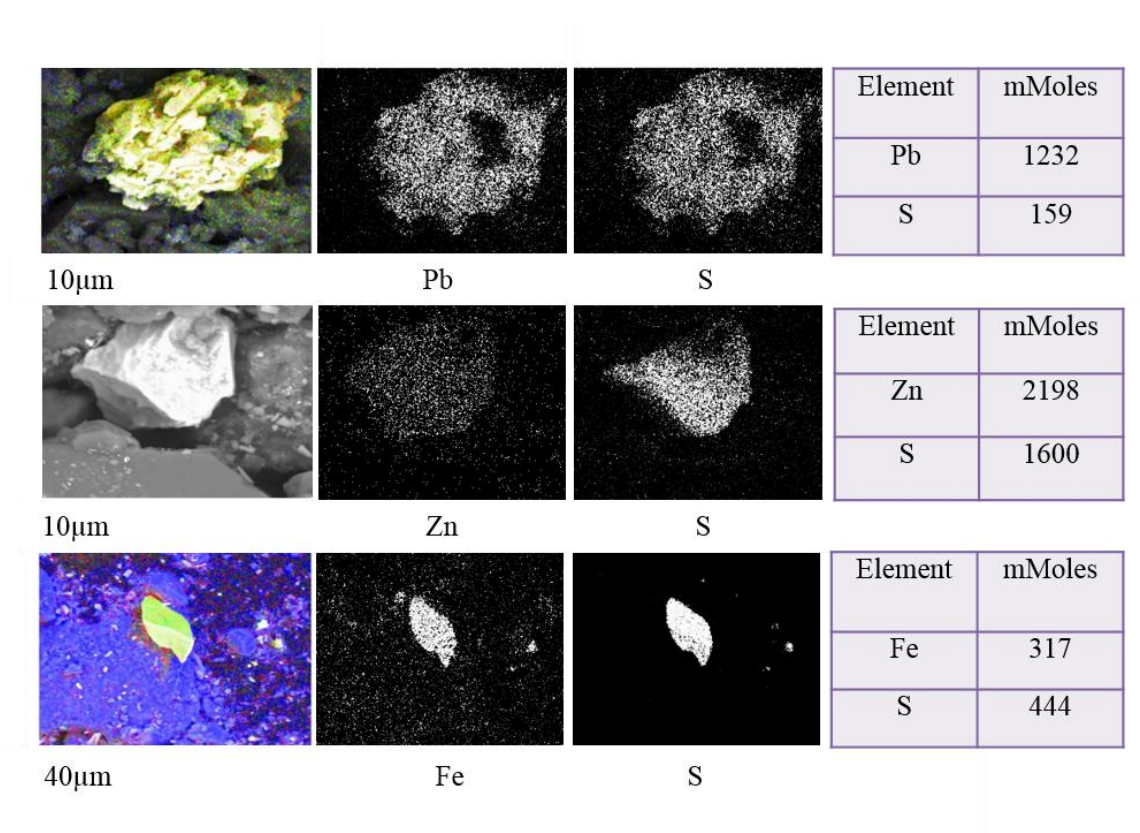 Element mMoles
Pb 1232
S 159
10μm Pb S
Element mMoles
Zn 2198
S 1600
10μm Zn S
Element mMoles
Fe 317
S 444
40μm Fe S